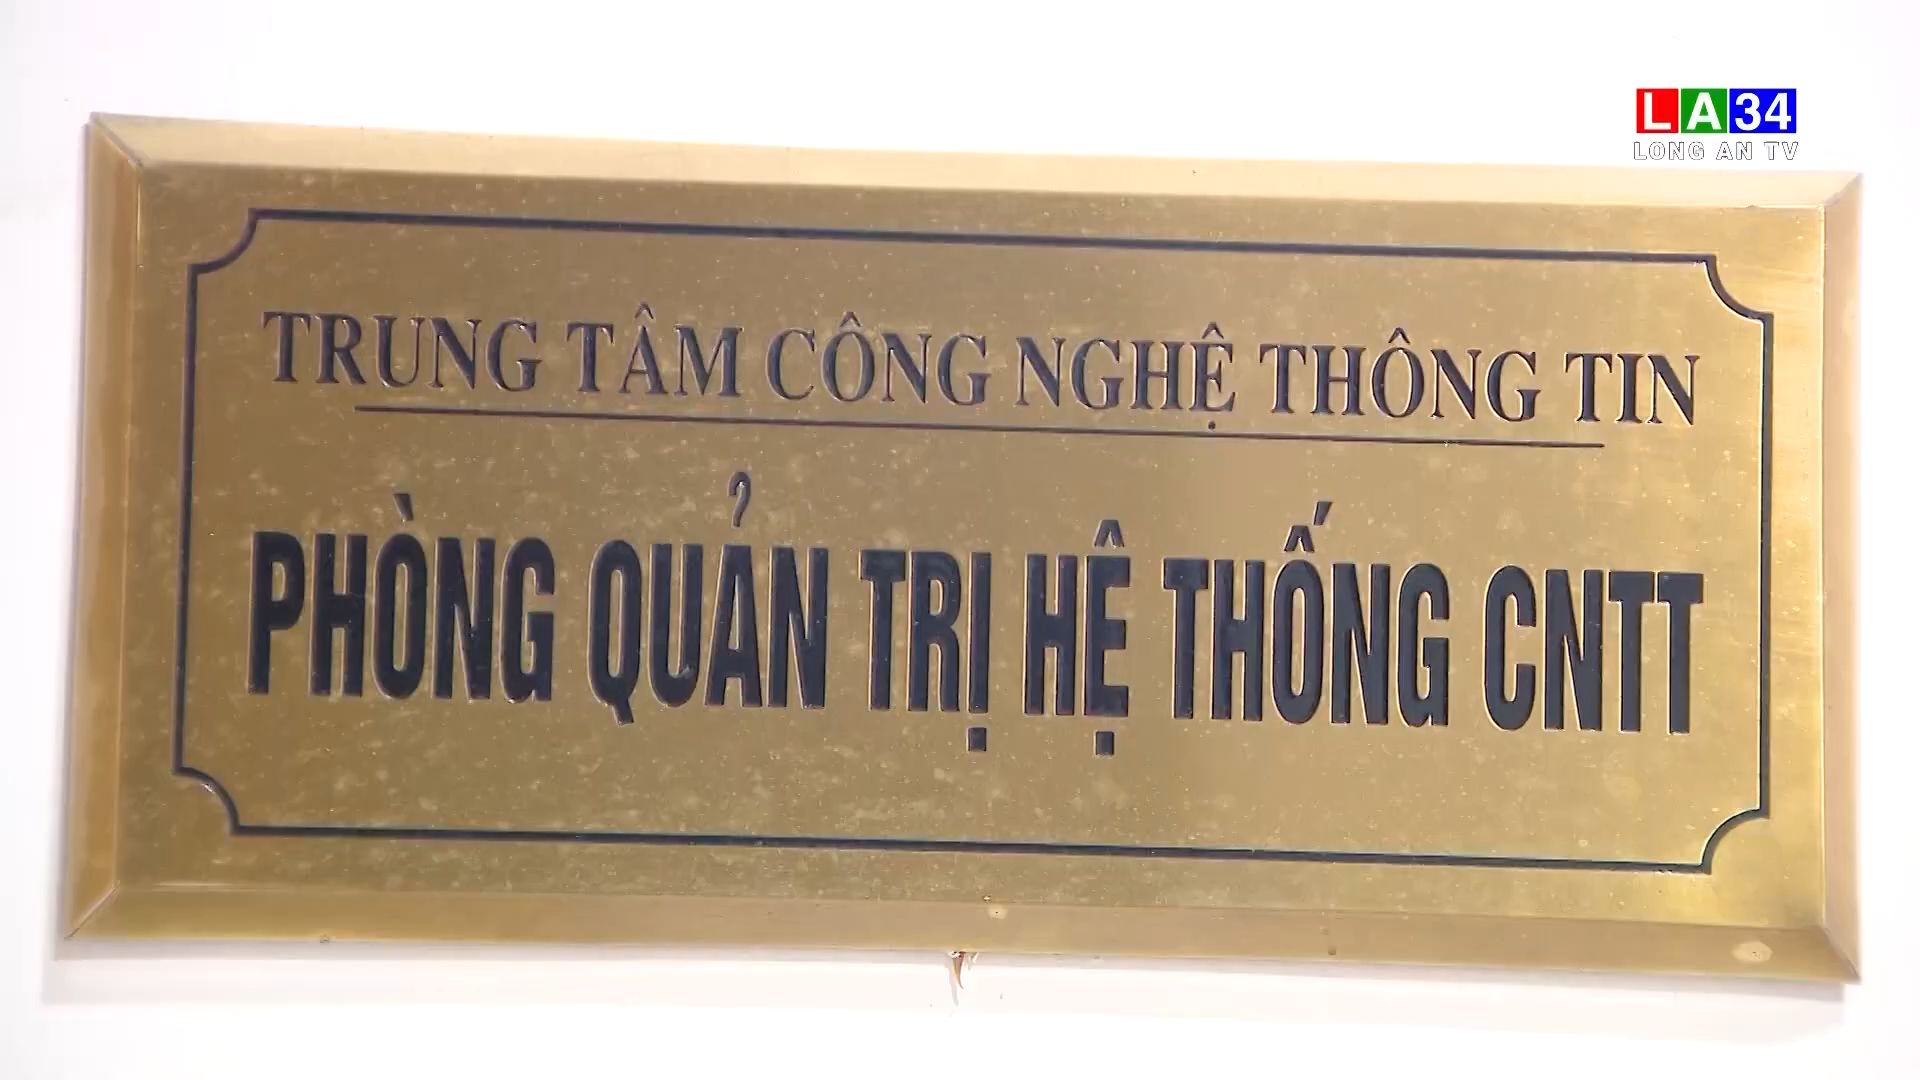 LA34
LONG AN TV
TRUNG TÂM CÔNG NGHỆ THÔNG TIN
PHÒNG QUẢN TRỊ HỆ THỐNG CNTT